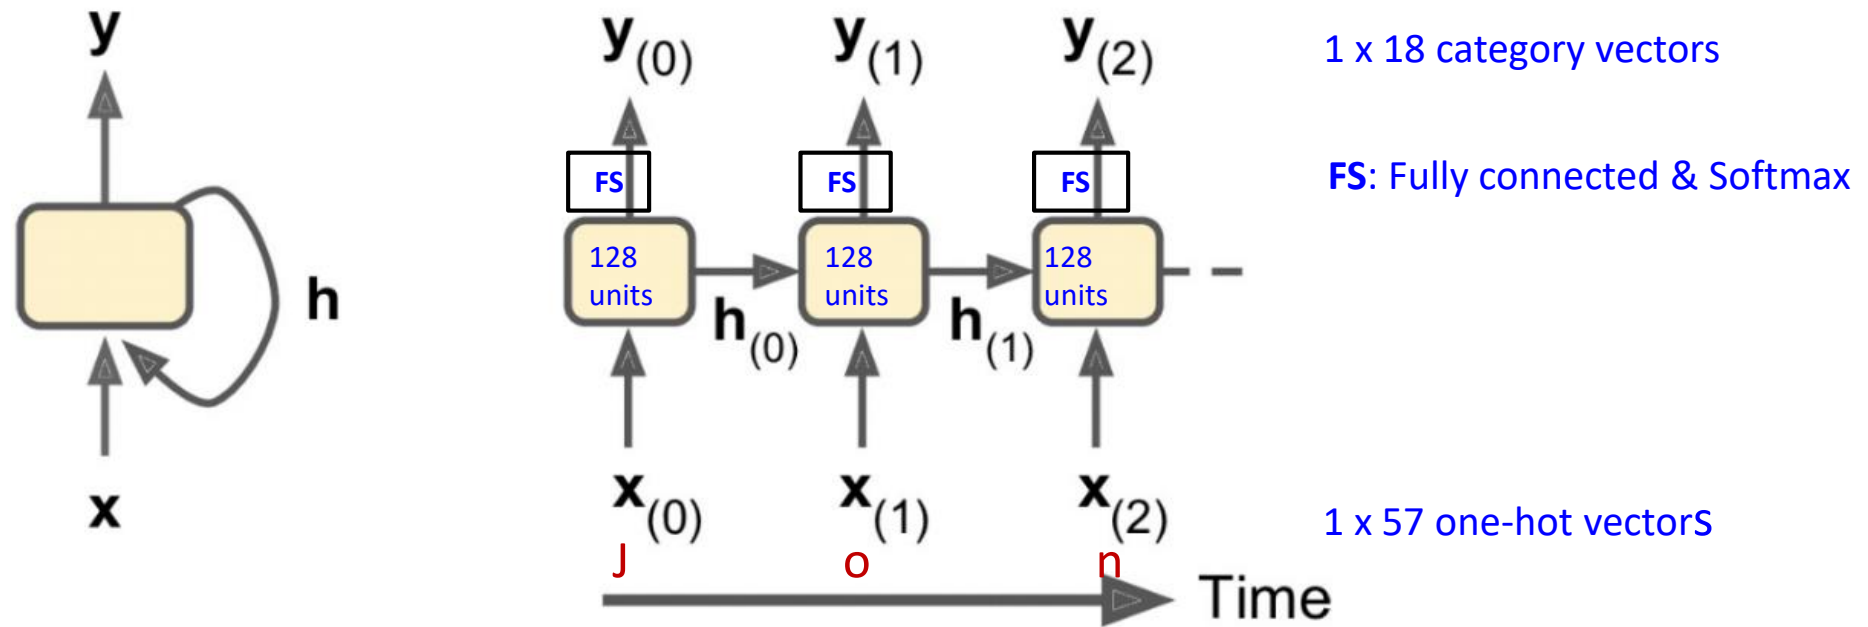 y
h
x
y(0)
y(1)
y(2)
1 x 18 category vectors
FS
FS
FS
FS: Fully connected & Softmax
128
units
128
units
128
units
h(0)
h(1)
x(0)
x(1)
x(2)
1 x 57 one-hot vectors
J
o
n
Time